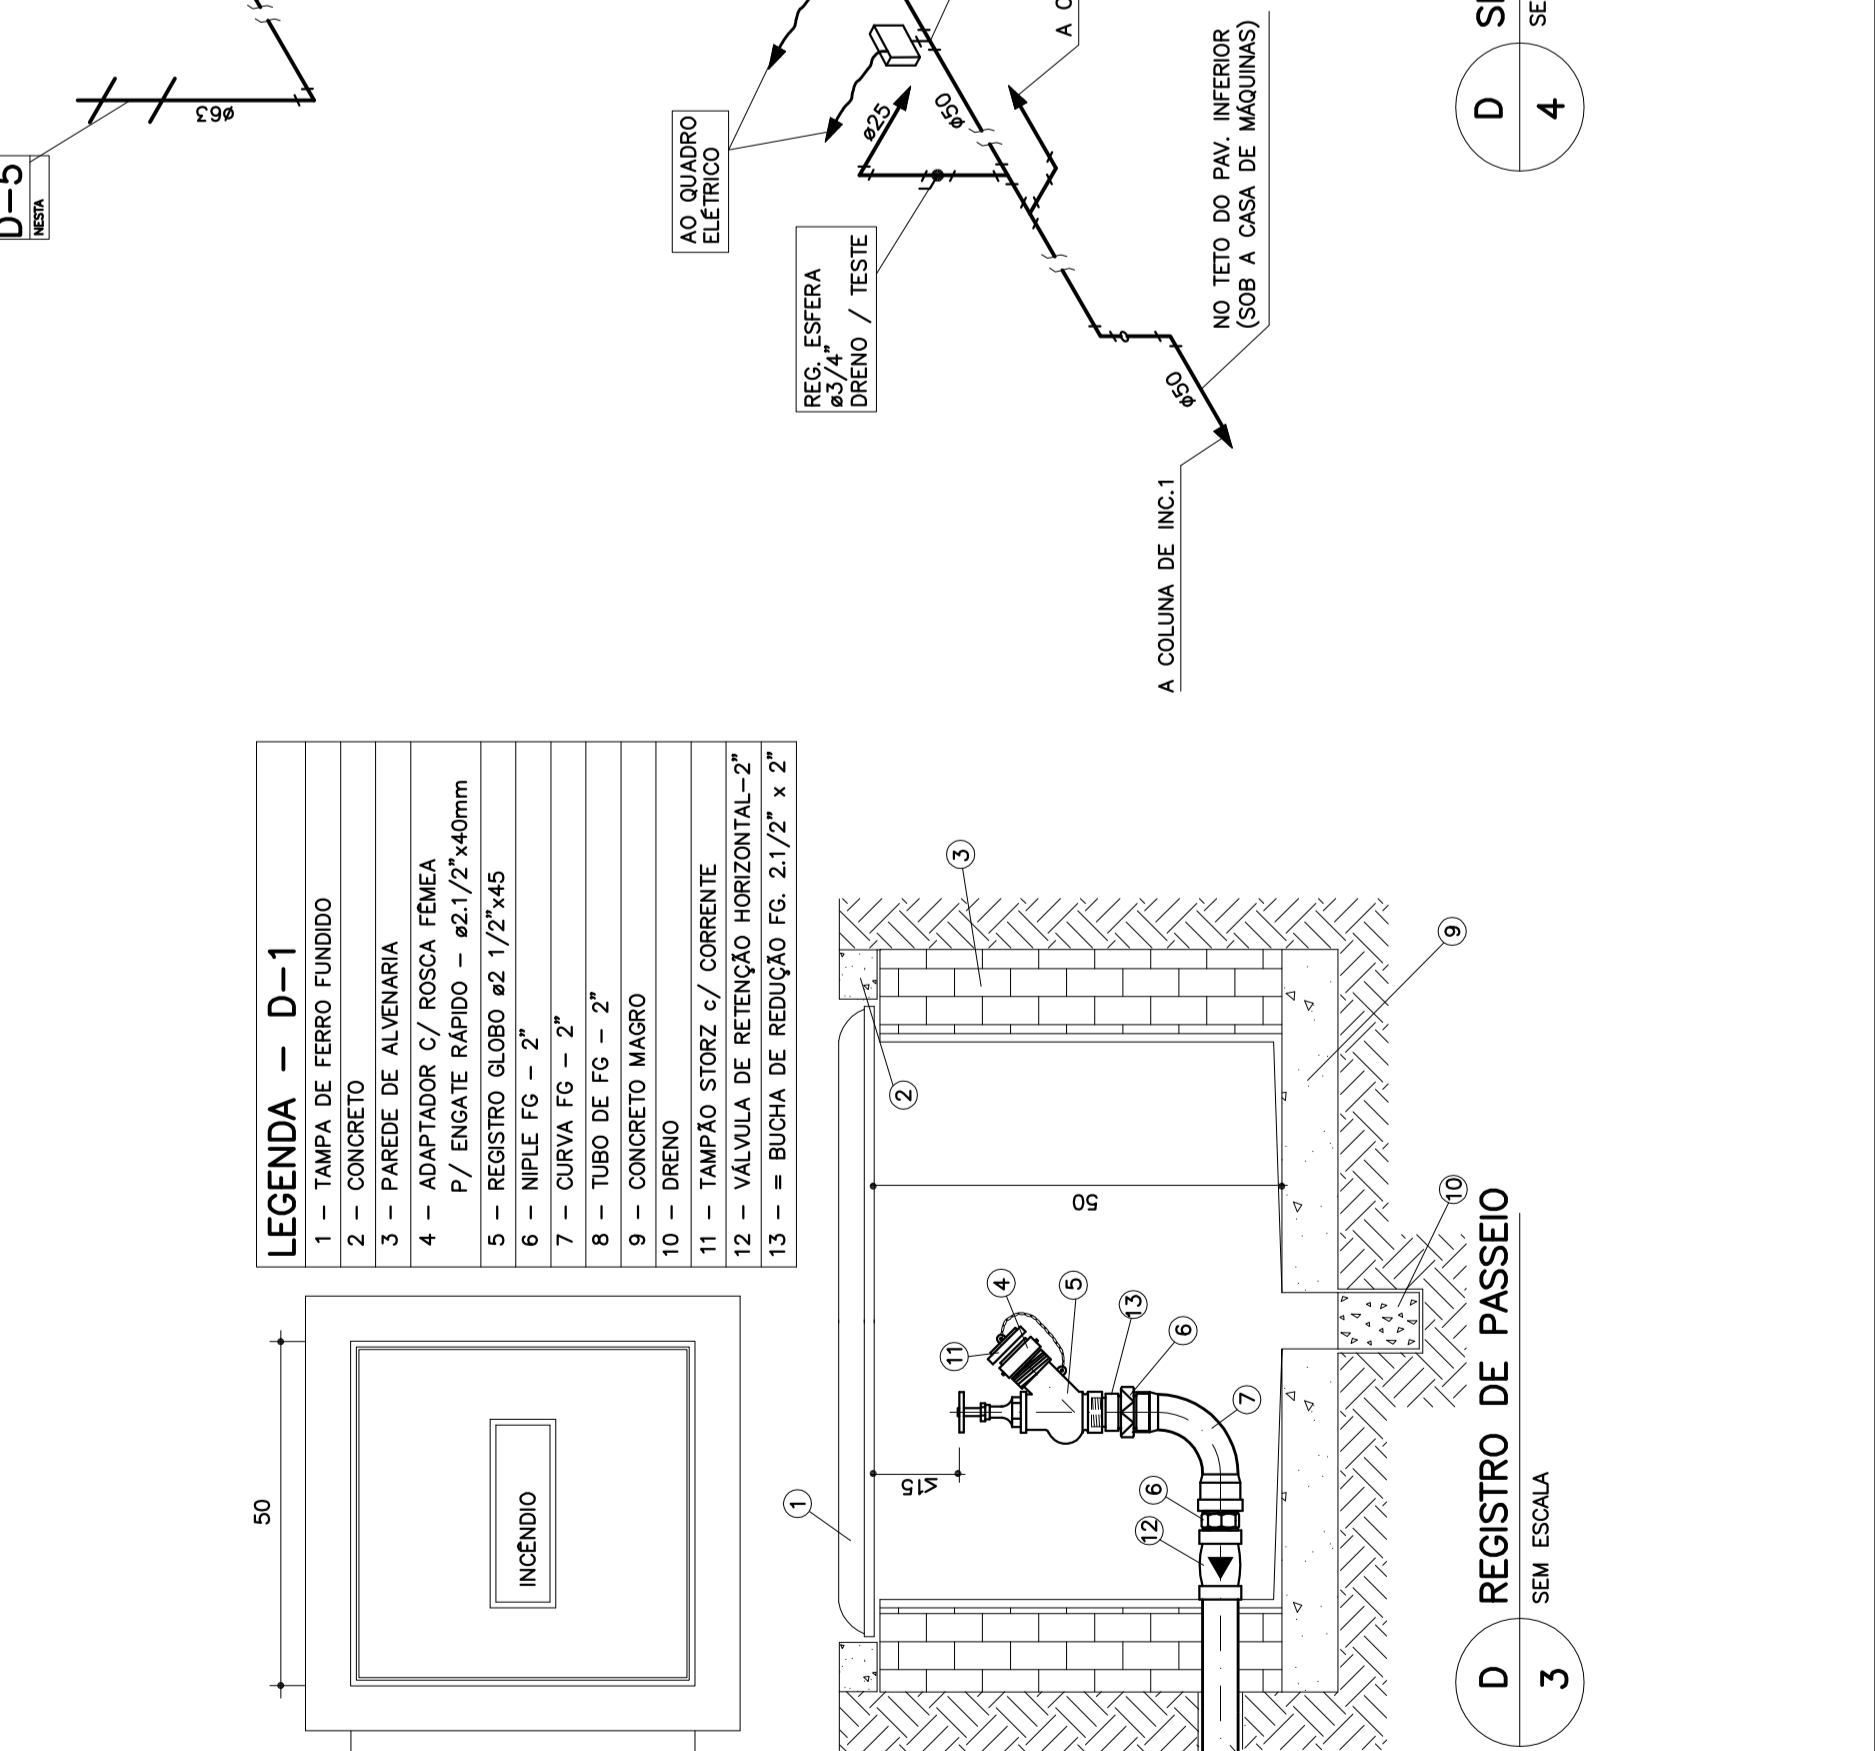 D-5
NESTA
ø63
AO QUADRO
ELÉTRICO
ø25
ø50
REG. ESFERA
ø3/4"
DRENO / TESTE
NO TETO DO PAV. INFERIOR
(SOB A CASA DE MÁQUINAS)
ø50
A COLUNA DE INC.1
D
4
LEGENDA - D-1
1 - TAMPA DE FERRO FUNDIDO
2 - CONCRETO
3 - PAREDE DE ALVENARIA
4 - ADAPTADOR C/ ROSCA FÊMEA
P/ ENGATE RÁPIDO - ø2.1/2"x40mm
5 - REGISTRO GLOBO ø2 1/2"x45
6 - NIPLE FG - 2"
7 - CURVA FG - 2"
8 - TUBO DE FG - 2"
9 - CONCRETO MAGRO
10 - DRENO
11 - TAMPÃO STORZ c/ CORRENTE
12 - VÁLVULA DE RETENÇÃO HORIZONTAL-2"
13 - = BUCHA DE REDUÇÃO FG. 2.1/2" x 2"
50
INCÊNDIO
1
2
3
4
5
6
6
7
9
10
11
12
13
50
≤15
D
3
REGISTRO DE PASSEIO
SEM ESCALA